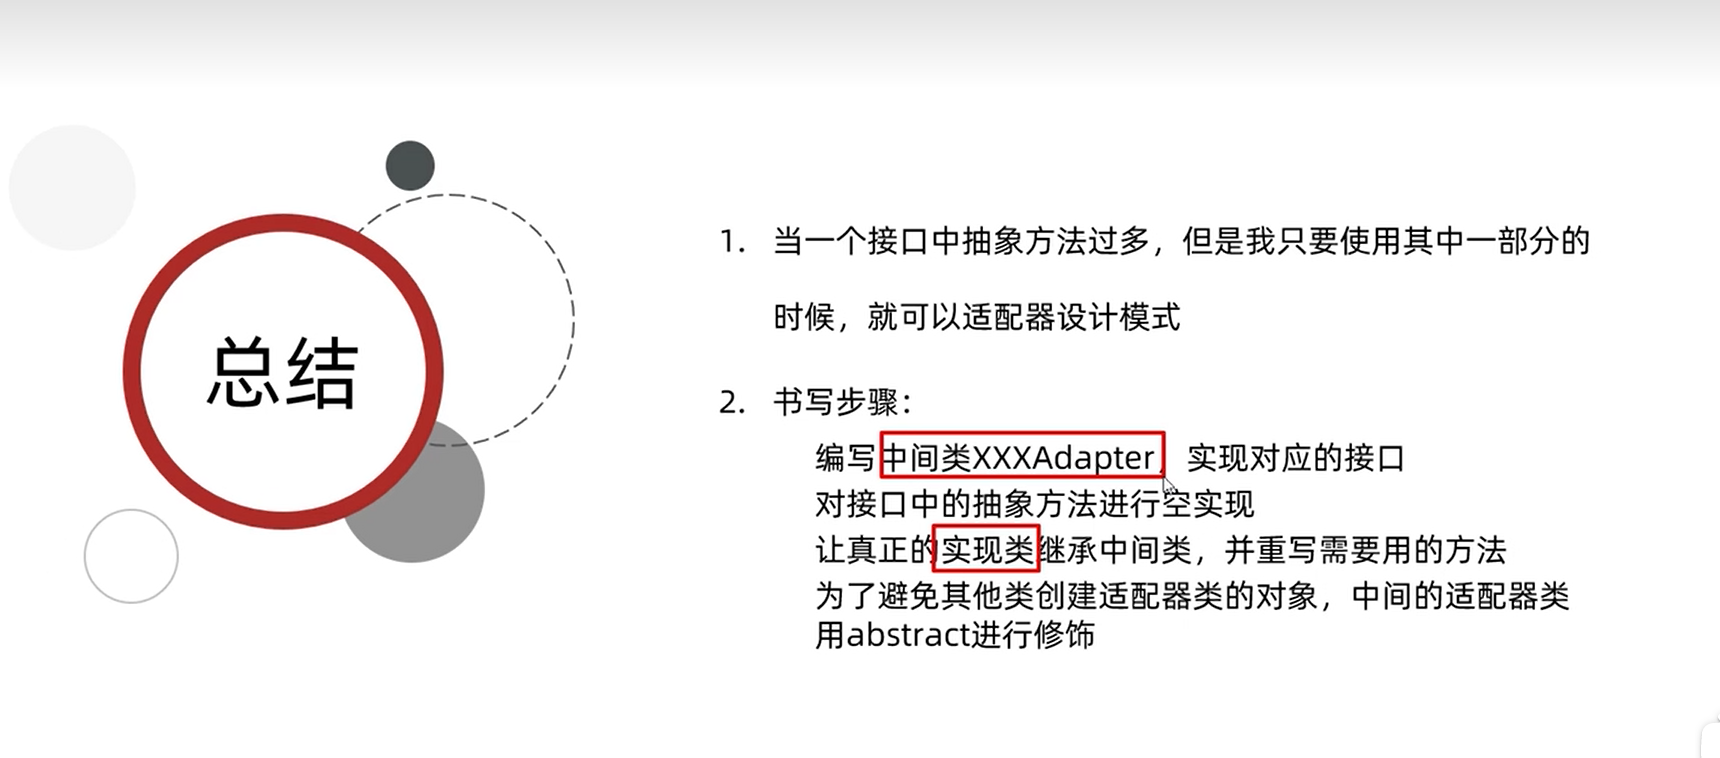 总结
1. 当一个接口中抽象方法过多，但是我只要使用其中一部分的
时候，就可以适配器设计模式
2. 书写步骤：
编写中间类XXXAdapter，实现对应的接口
对接口中的抽象方法进行空实现
让真正的实现类继承中间类，并重写需要用的方法
为了避免其他类创建适配器类的对象，中间的适配器类
用abstract进行修饰